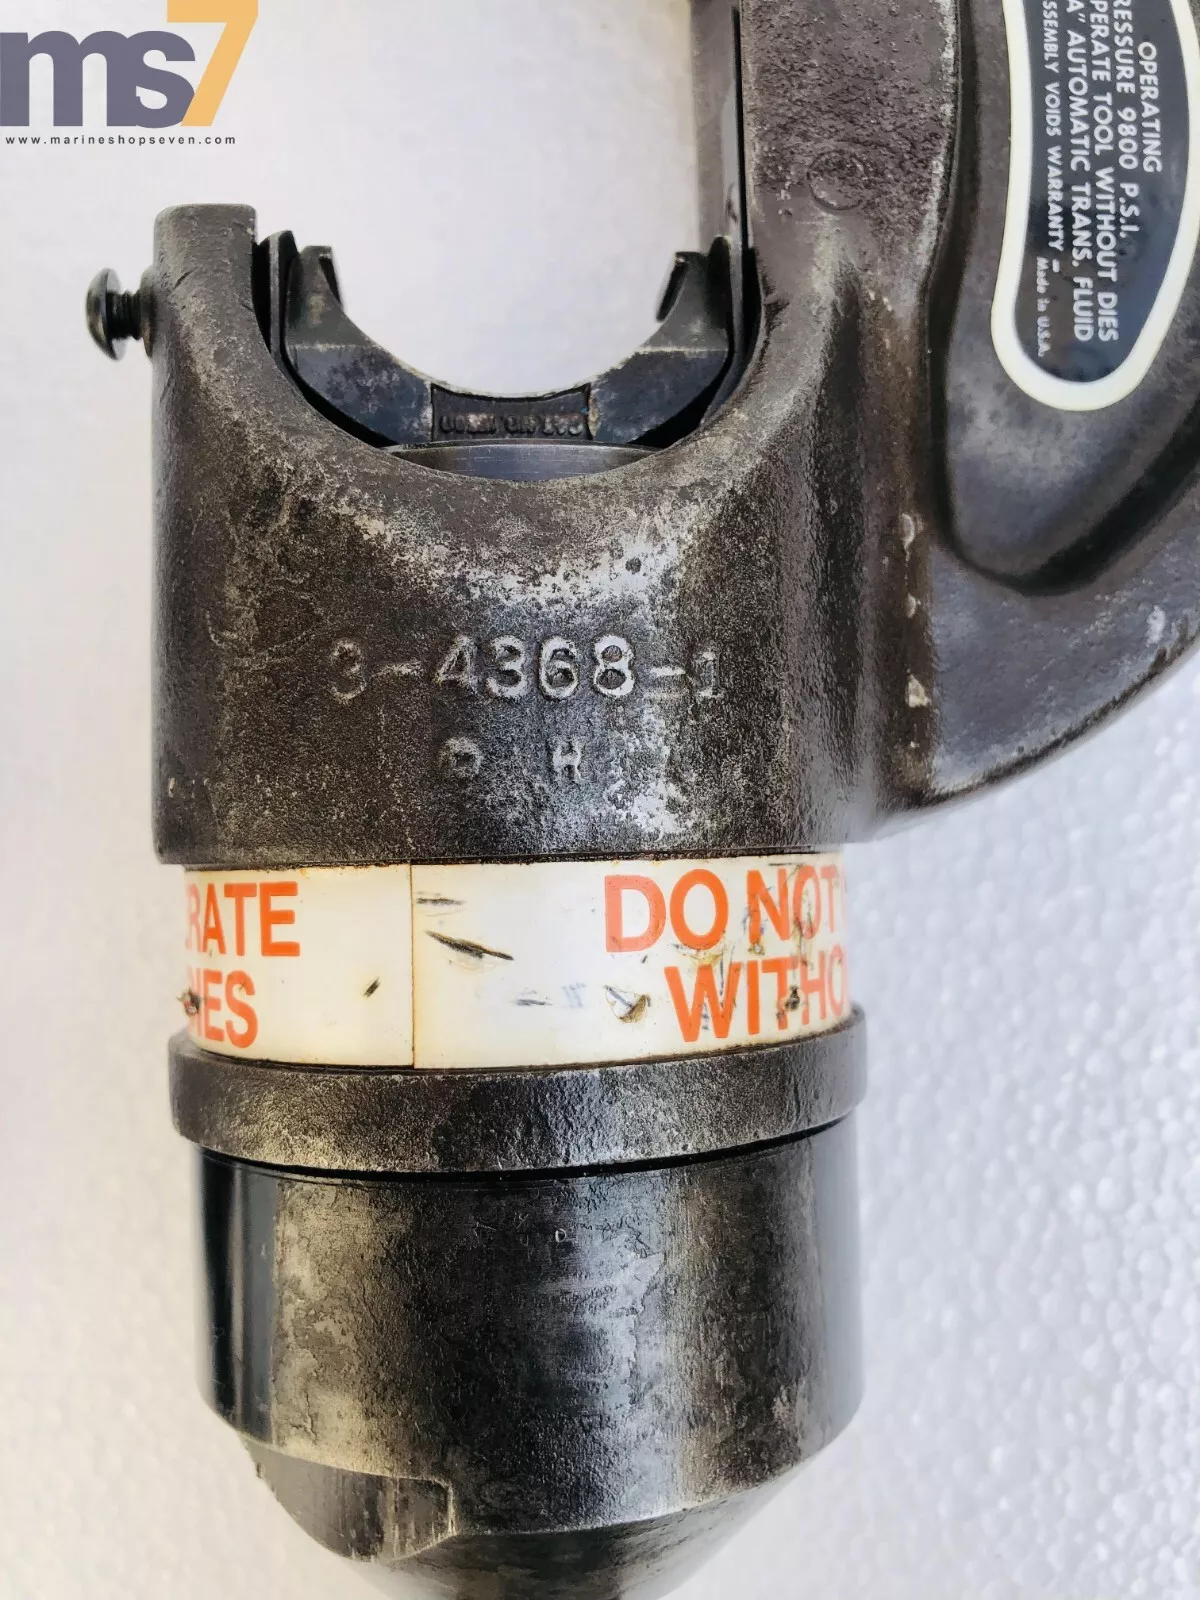 ms7
www.marineshopseven.com
OPERATING
RESSURE 9800 P.S.I.
PERATE TOOL WITHOUT DIES
A" AUTOMATIC TRANS. FLUID
SSEMBLY VOIDS WARRANTY -
Made in U.S.A.
3-4368-1
H
RATE
IES
DO NOT
WITHO